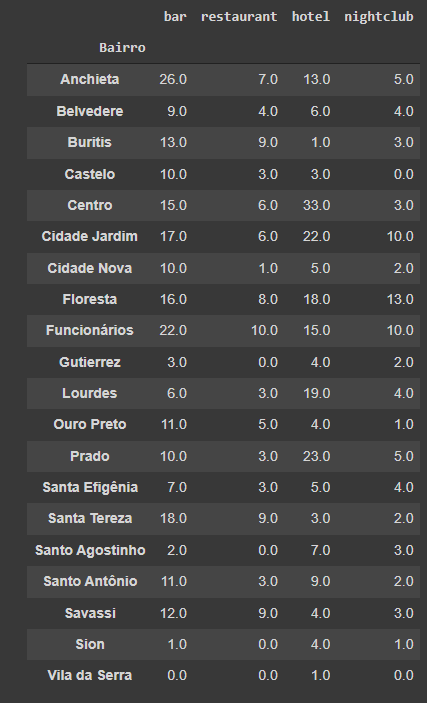 bar restaurant hotel nightclub
Bairro
Anchieta 26.0 7.0 13.0 5.0
Belvedere 9.0 4.0 6.0 4.0
Buritis 13.0 9.0 1.0 3.0
Castelo 10.0 3.0 3.0 0.0
Centro 15.0 6.0 33.0 3.0
Cidade Jardim 17.0 6.0 22.0 10.0
Cidade Nova 10.0 1.0 5.0 2.0
Floresta 16.0 8.0 18.0 13.0
Funcionários 22.0 10.0 15.0 10.0
Gutierrez 3.0 0.0 4.0 2.0
Lourdes 6.0 3.0 19.0 4.0
Ouro Preto 11.0 5.0 4.0 1.0
Prado 10.0 3.0 23.0 5.0
Santa Efigênia 7.0 3.0 5.0 4.0
Santa Tereza 18.0 9.0 3.0 2.0
Santo Agostinho 2.0 0.0 7.0 3.0
Santo Antônio 11.0 3.0 9.0 2.0
Savassi 12.0 9.0 4.0 3.0
Sion 1.0 0.0 4.0 1.0
Vila da Serra 0.0 0.0 1.0 0.0